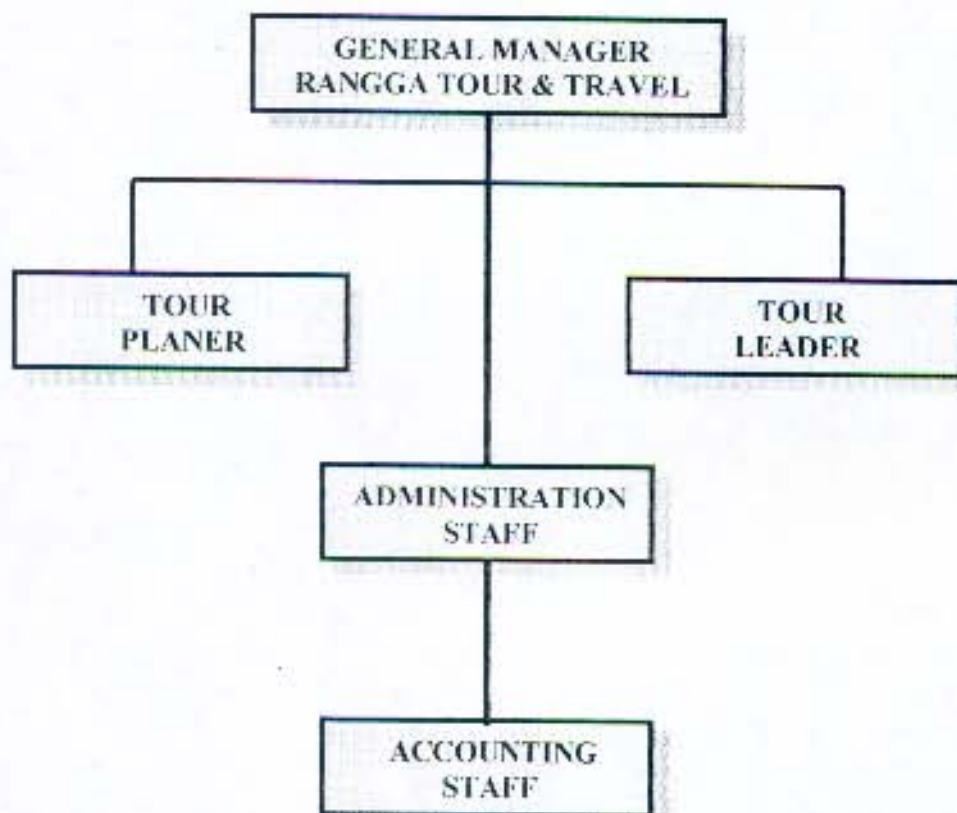 GENERAL MANAGER
RANGGA TOUR & TRAVEL
TOUR
PLANER
TOUR
LEADER
ADMINISTRATION
STAFF
ACCOUNTING
STAFF